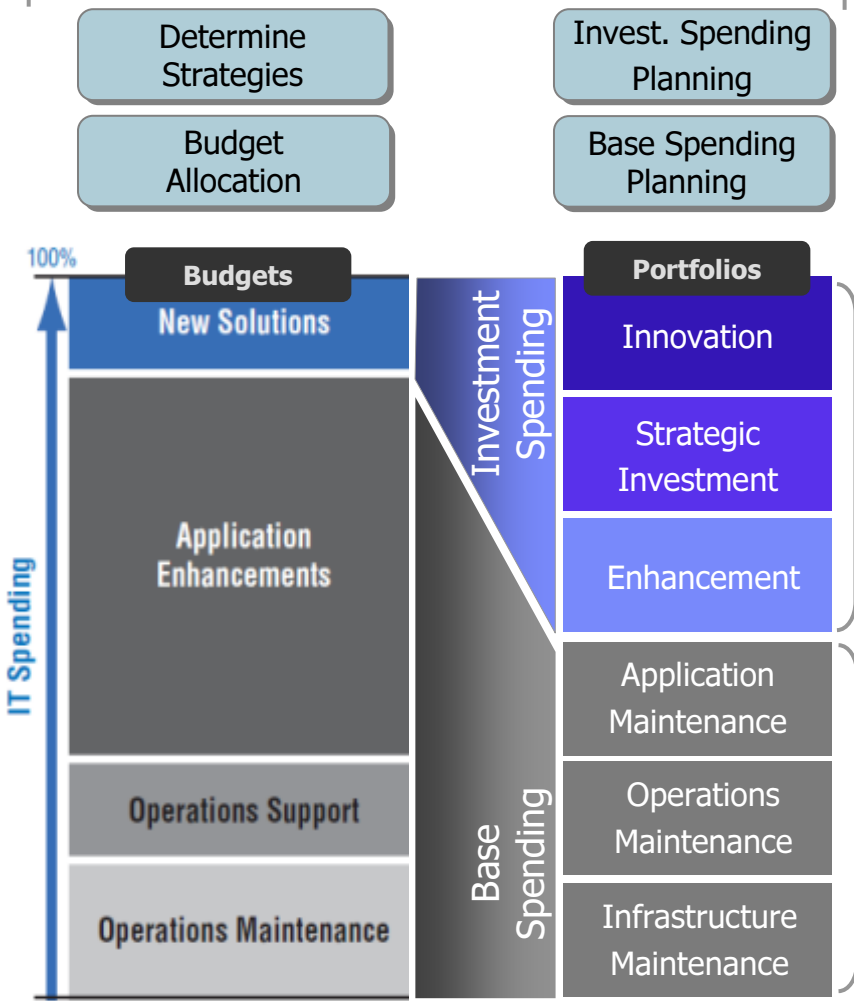 Determine
Strategies
Invest. Spending
Planning
Budget
Allocation
Base Spending
Planning
100%
Budgets
Portfolios
New Solutions
Application
Enhancements
Operations Support
Operations Maintenance
IT Spending
Investment
Spending
Base
Spending
Innovation
Strategic
Investment
Enhancement
Application
Maintenance
Operations
Maintenance
Infrastructure
Maintenance